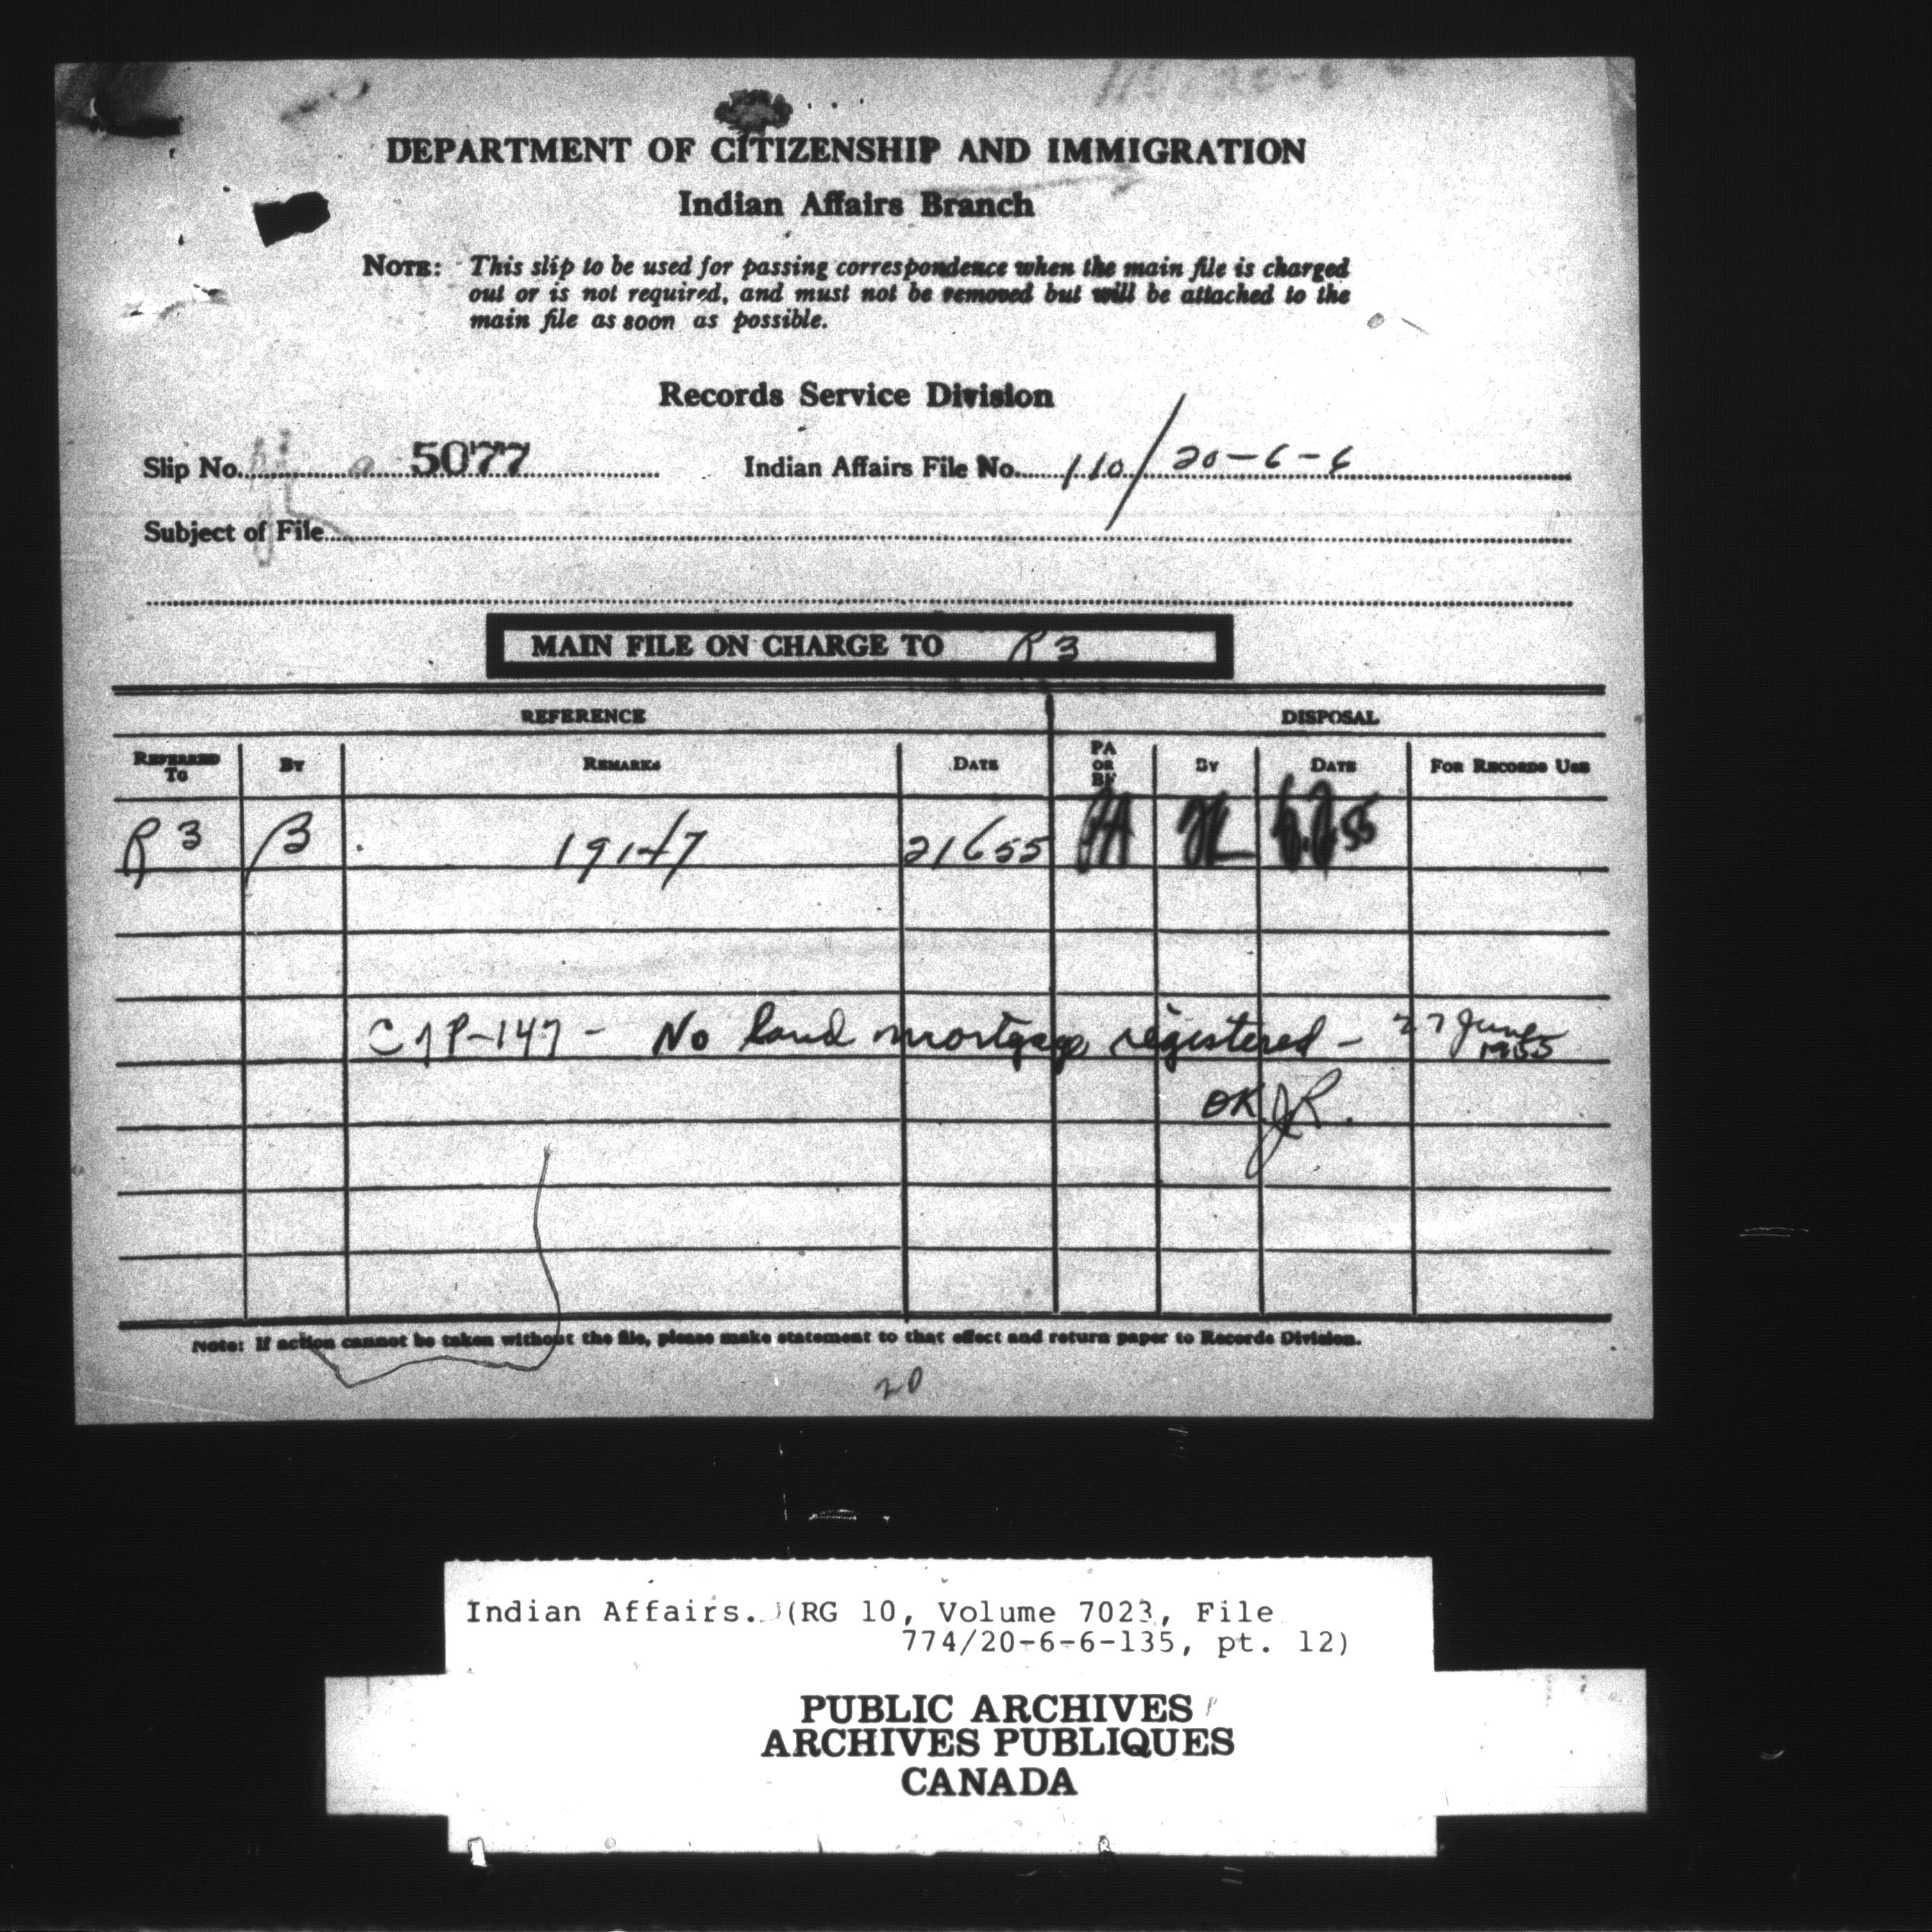 DEPARTMENT OF CITIZENSHIP AND IMMIGRATION
Indian Affairs Branch
NOTE: This slip to be used for passing correspondence when the main file is charged
out or is not required, and must not be removed but will be attached to the
main file as soon as possible.
Records Service Division
Slip No. 5077 Indian Affairs File No. 110/20-6-6
Subject of File
MAIN FILE ON CHARGE TO R3
REFERENCE DISPOSAL
REFERRED TO BY REMARKS DATE PA OR BF BY DATE FOR RECORDS USE
R3 B 21655 PA
No land mortgage registered - 27 June 1955
OK JR.
Note: If action cannot be taken without the file, please make statement to that effect and return paper to Records Division.
20
Indian Affairs. (RG 10, Volume 7023, File
774/20-6-6-135, pt. 12)
PUBLIC ARCHIVES
ARCHIVES PUBLIQUES
CANADA